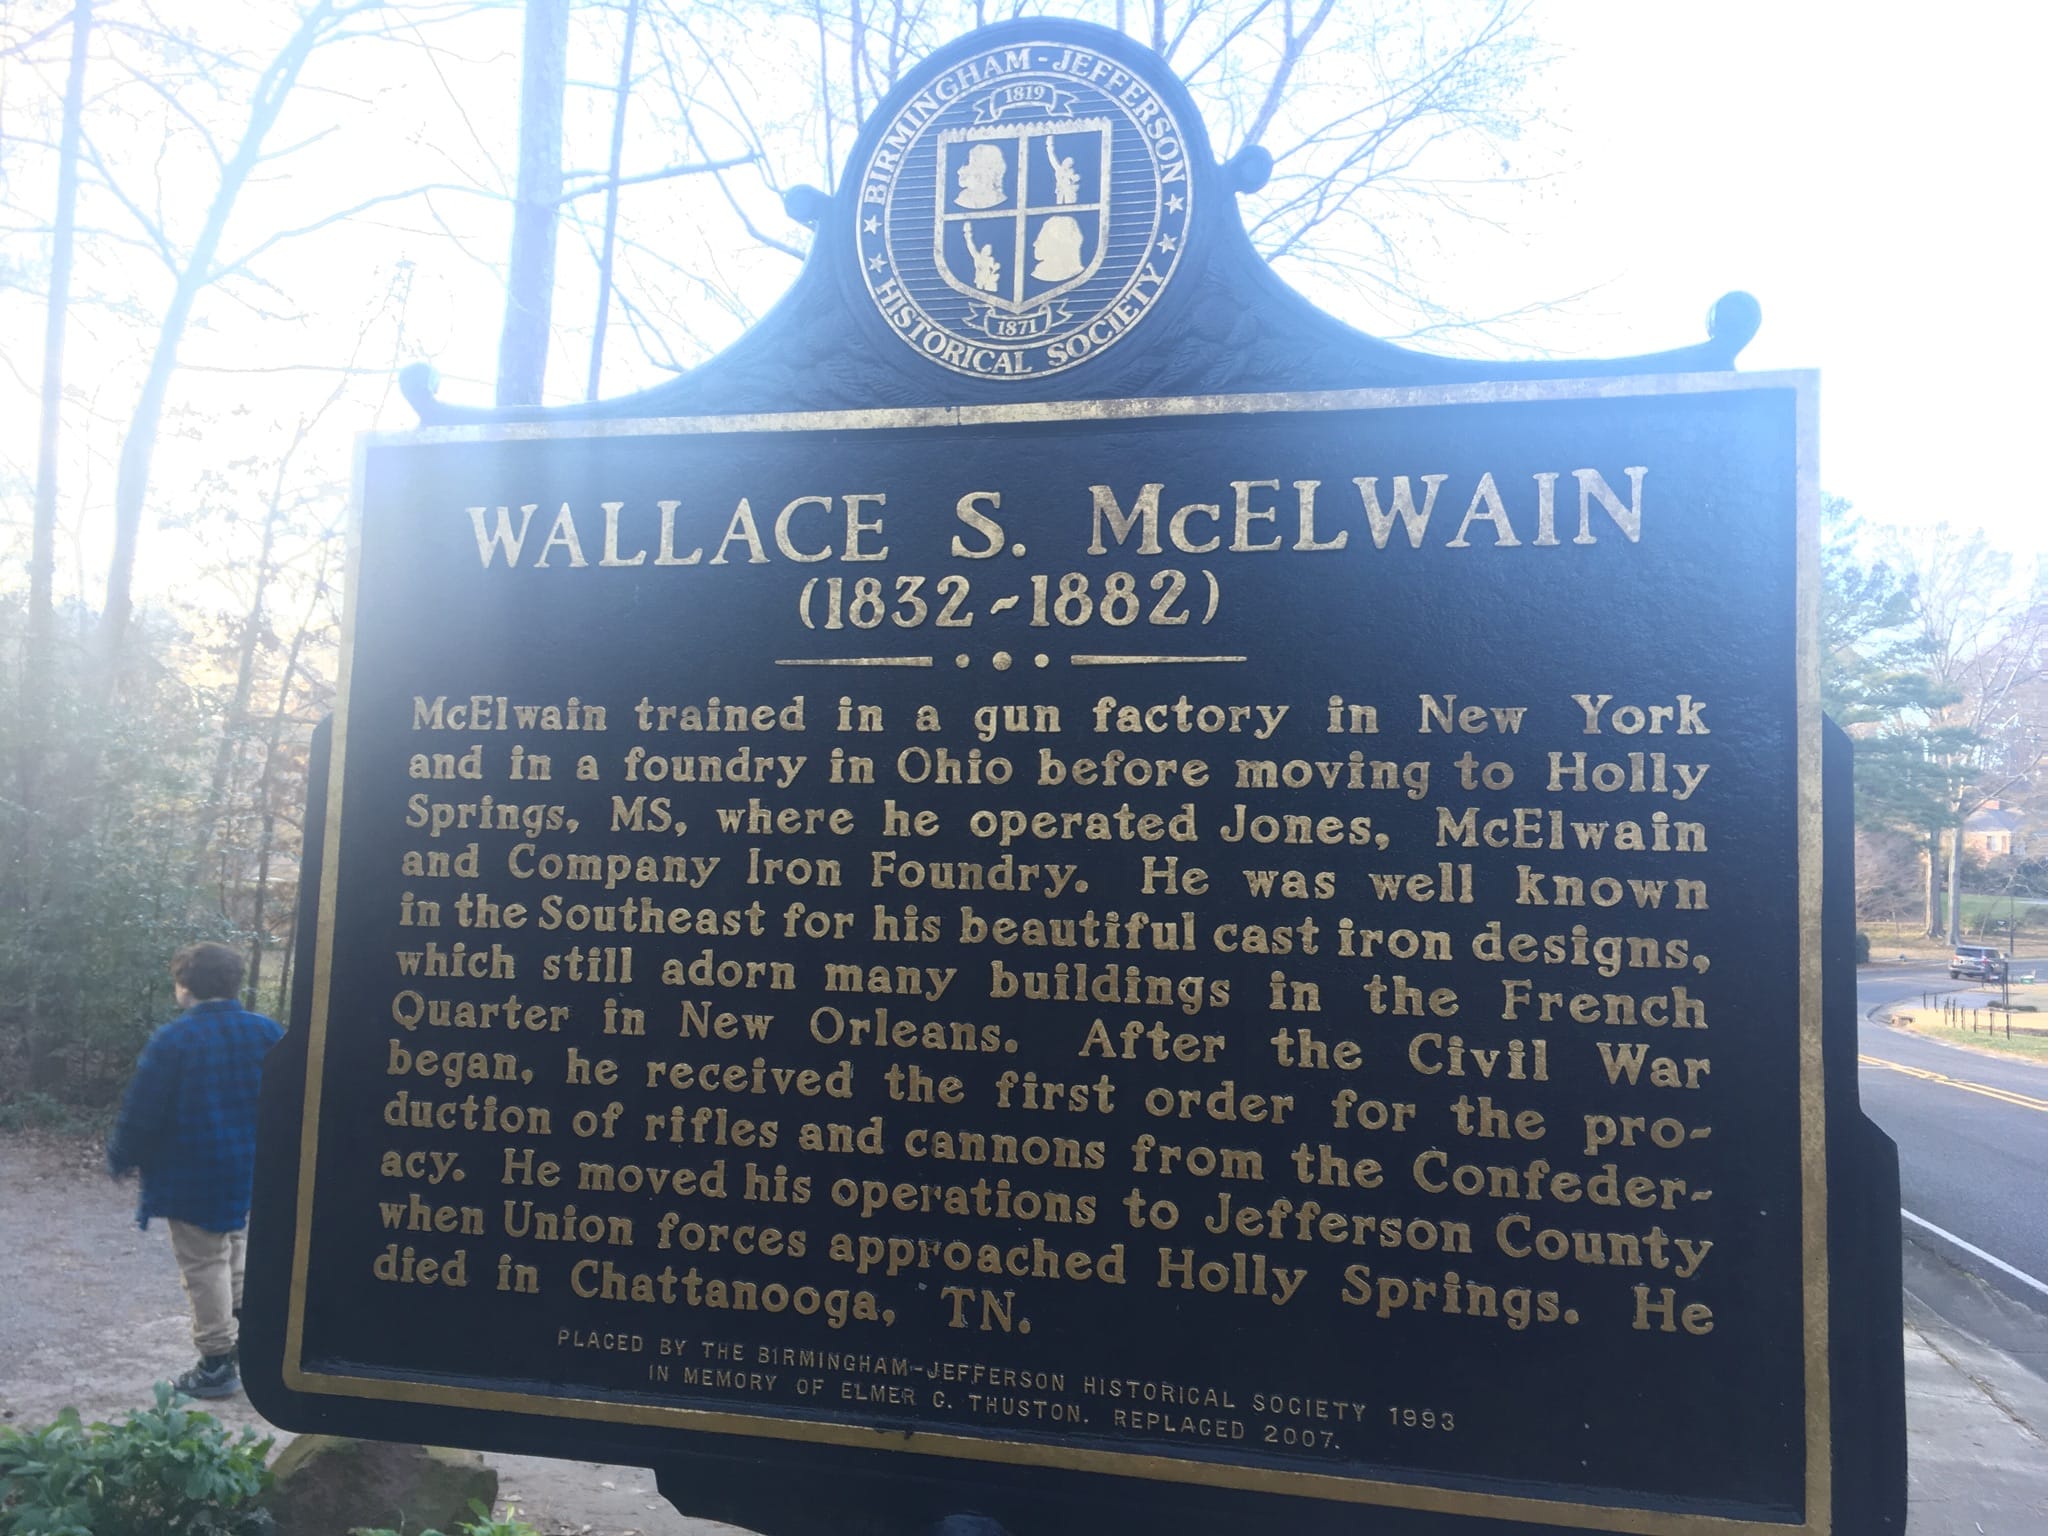 BIRMINGHAM-JEFFERSON
1819
1871
HISTORICAL SOCIETY
WALLACE S. McELWAIN
(1832~1882)
McElwain trained in a gun factory in New York
and in a foundry in Ohio before moving to Holly
Springs, MS, where he operated Jones, McElwain
and Company Iron Foundry. He was well known
in the Southeast for his beautiful cast iron designs,
which still adorn many buildings in the French
Quarter in New Orleans. After the Civil War
began, he received the first order for the pro-
duction of rifles and cannons from the Confeder-
acy. He moved his operations to Jefferson County
when Union forces approached Holly Springs. He
died in Chattanooga, TN.
PLACED BY THE BIRMINGHAM-JEFFERSON HISTORICAL SOCIETY 1993
IN MEMORY OF ELMER C. THUSTON. REPLACED 2007.